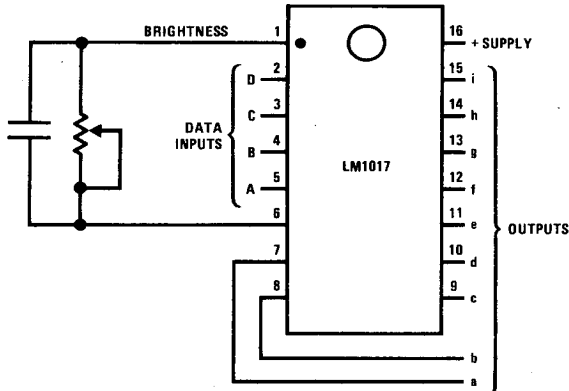 BRIGHTNESS
1
16
+ SUPPLY
D
2
15
i
C
3
14
h
DATA
INPUTS
B
4
13
g
LM1017
A
5
12
f
6
11
e
OUTPUTS
7
10
d
8
9
c
b
a